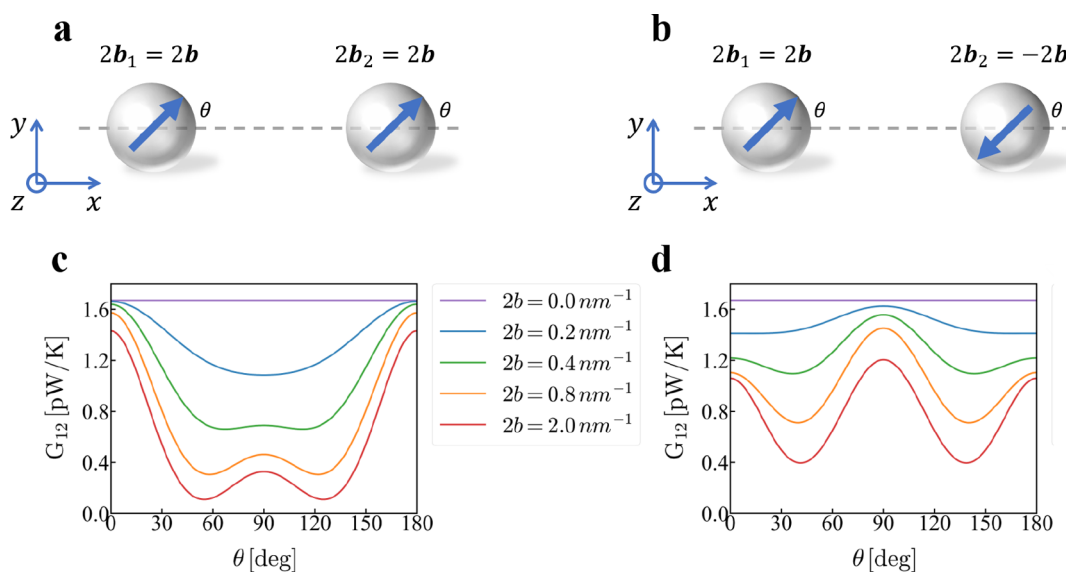 a
2b₁ = 2b
2b₂ = 2b
θ
θ
y
z
x
b
2b₁ = 2b
2b₂ = −2b
θ
θ
y
z
x
c
G₁₂ [pW/K]
1.6
1.2
0.8
0.4
0.0
0 30 60 90 120 150 180
θ [deg]
2b = 0.0 nm⁻¹
2b = 0.2 nm⁻¹
2b = 0.4 nm⁻¹
2b = 0.8 nm⁻¹
2b = 2.0 nm⁻¹
d
G₁₂ [pW/K]
1.6
1.2
0.8
0.4
0.0
0 30 60 90 120 150 180
θ [deg]